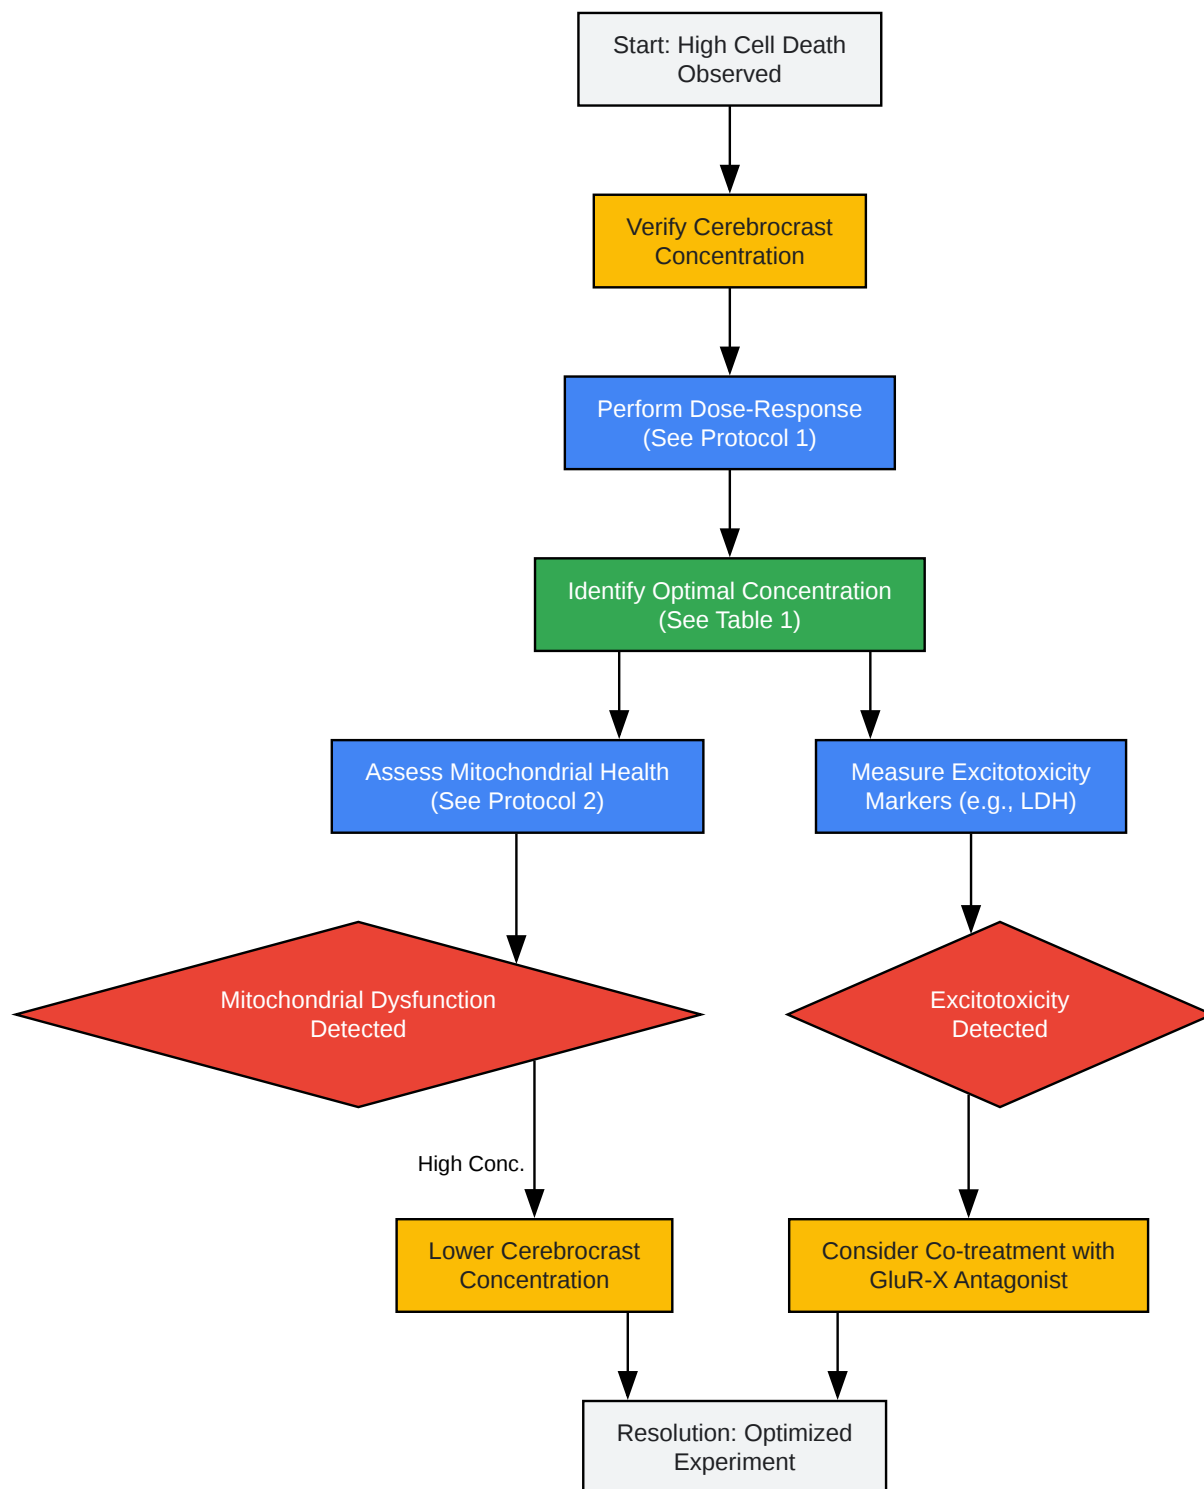 Start: High Cell Death
Observed
Verify Cerebrocrast
Concentration
Perform Dose-Response
(See Protocol 1)
Identify Optimal Concentration
(See Table 1)
Assess Mitochondrial Health
(See Protocol 2)
Measure Excitotoxicity
Markers (e.g., LDH)
Mitochondrial Dysfunction
Detected
Excitotoxicity
Detected
High Conc.
Lower Cerebrocrast
Concentration
Consider Co-treatment with
GluR-X Antagonist
Resolution: Optimized
Experiment